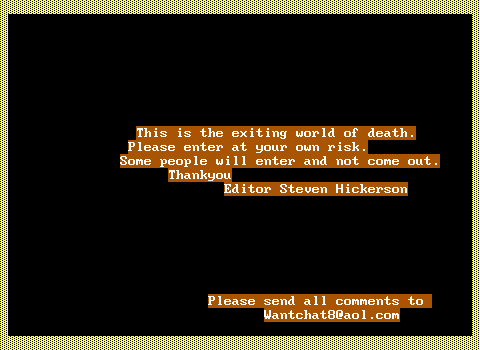 This is the exiting world of death.
Please enter at your own risk.
Some people will enter and not come out.
Thankyou
Editor Steven Hickerson
Please send all comments to
Wantchat8@aol.com